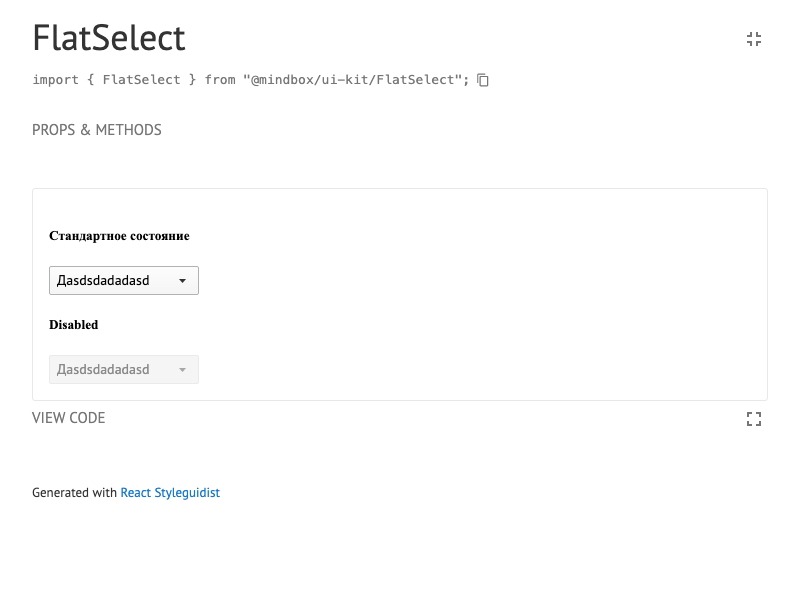 FlatSelect
import { FlatSelect } from "@mindbox/ui-kit/FlatSelect";
PROPS & METHODS
Стандартное состояние
Дasdsdadadasd
Disabled
Дasdsdadadasd
VIEW CODE
Generated with React Styleguidist